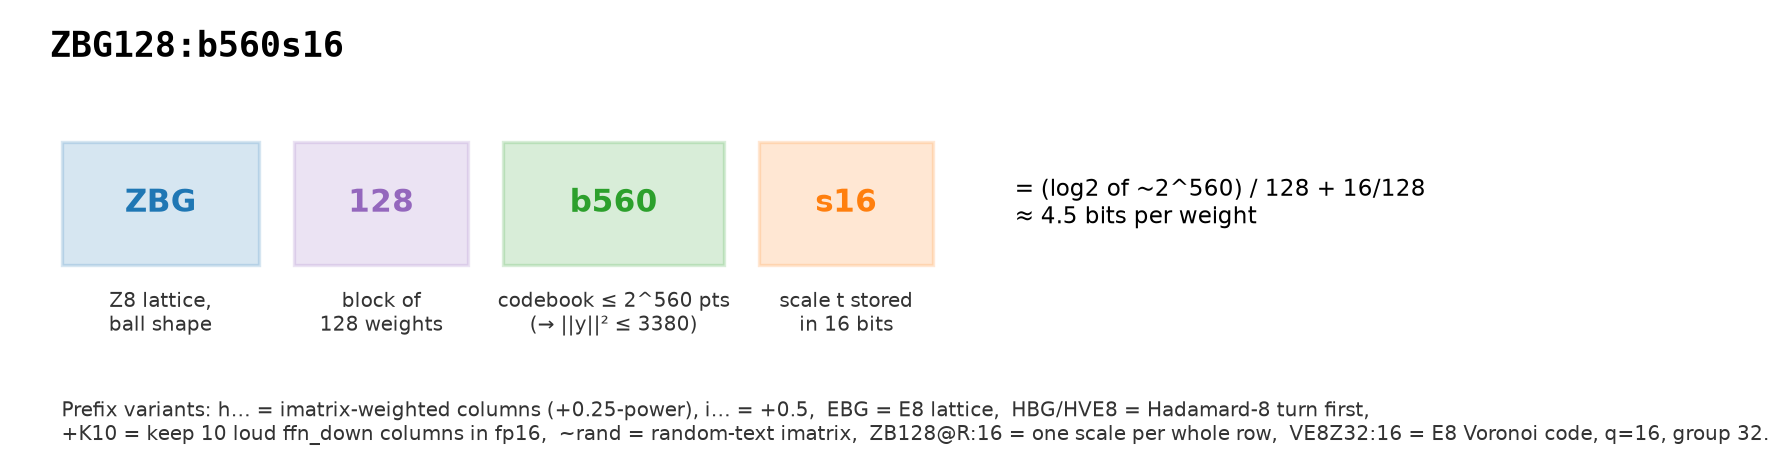 ZBG128:b560s16
ZBG
128
b560
s16
= (log2 of ~2^560) / 128 + 16/128
≈ 4.5 bits per weight
Z8 lattice,
ball shape
block of
128 weights
codebook ≤ 2^560 pts
(→ ||y||² ≤ 3380)
scale t stored
in 16 bits
Prefix variants: h... = imatrix-weighted columns (+0.25-power), i... = +0.5,  EBG = E8 lattice,  HBG/HVE8 = Hadamard-8 turn first,
+K10 = keep 10 loud ffn_down columns in fp16,  ~rand = random-text imatrix,  ZB128@R:16 = one scale per whole row,  VE8Z32:16 = E8 Voronoi code, q=16, group 32.